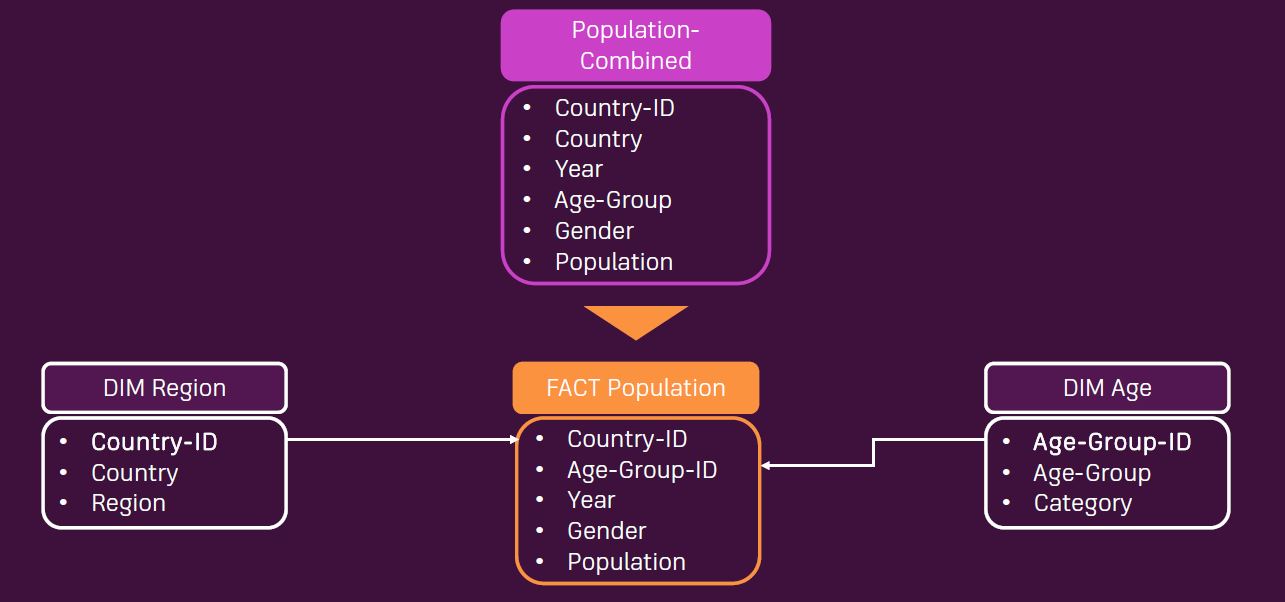 Population-
Combined
• Country-ID
• Country
• Year
• Age-Group
• Gender
• Population
DIM Region
• Country-ID
• Country
• Region
FACT Population
• Country-ID
• Age-Group-ID
• Year
• Gender
• Population
DIM Age
• Age-Group-ID
• Age-Group
• Category